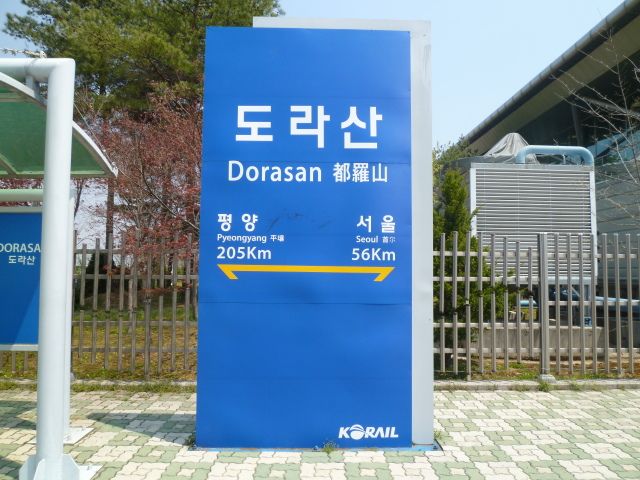 도라산
Dorasan 都羅山
평양 서울
Pyeongyang 平壤 Seoul 首尔
205Km 56Km
KORAIL
DORASA
도라산